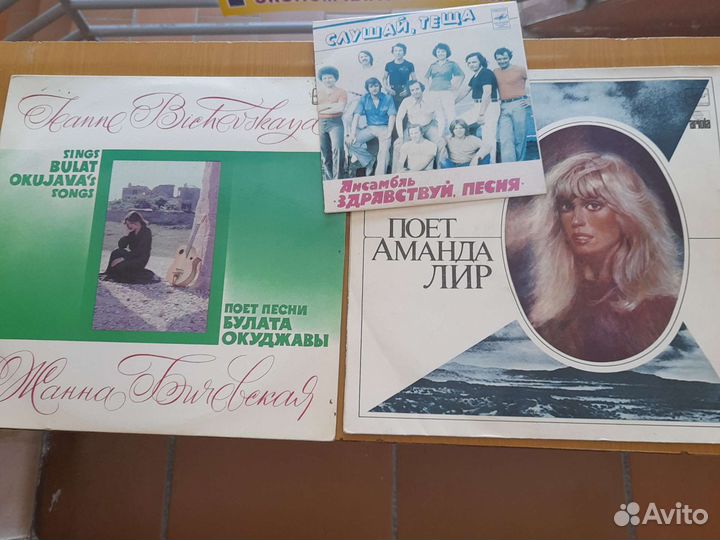 Jeanne Bichevskaya
SINGS
BULAT
OKUJAVA's
SONGS
ПОЕТ ПЕСНИ
БУЛАТА
ОКУДЖАВЫ
Жанна Бичевская
СЛУШАЙ, ТЕЩА
Ансамбль
"ЗДРАВСТВУЙ, ПЕСНЯ"
ariola
ПОЕТ
АМАНДА
ЛИР
Avito